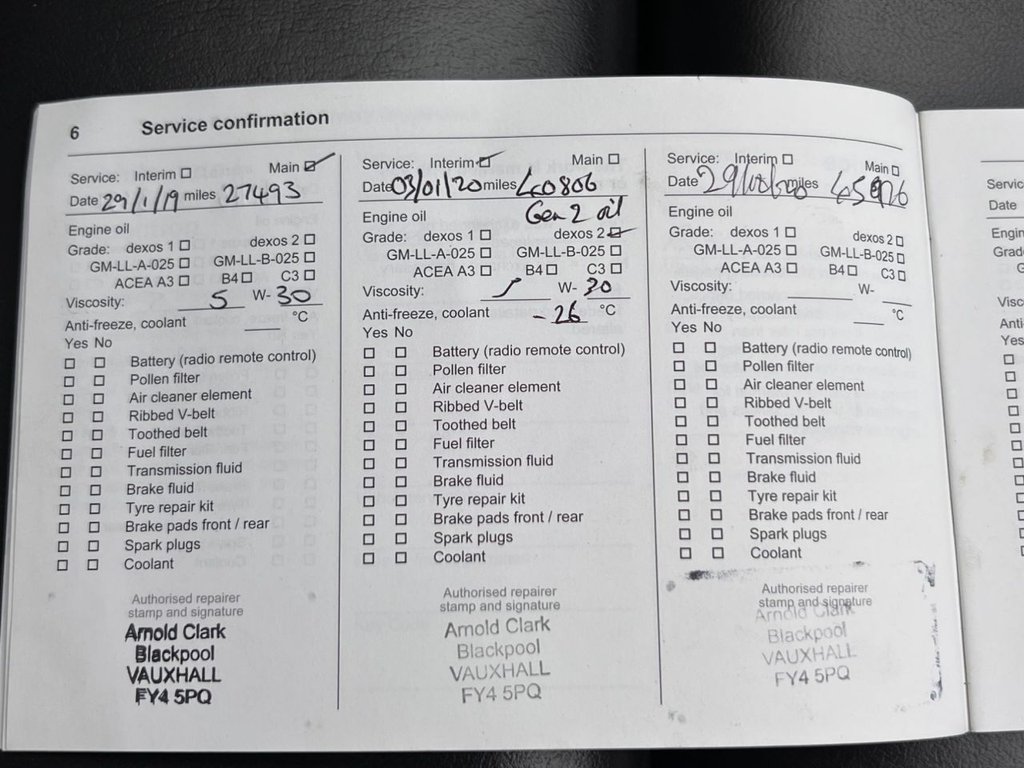 6 Service confirmation
Service: Interim ☐ Main ☑
Date 29/1/19 miles 27493
Engine oil
Grade: dexos 1 ☐ dexos 2 ☐
GM-LL-A-025 ☐ GM-LL-B-025 ☐
ACEA A3 ☐ B4 ☐ C3 ☐
Viscosity: 5 W- 30
Anti-freeze, coolant ___ °C
Yes No
☐ ☐ Battery (radio remote control)
☐ ☐ Pollen filter
☐ ☐ Air cleaner element
☐ ☐ Ribbed V-belt
☐ ☐ Toothed belt
☐ ☐ Fuel filter
☐ ☐ Transmission fluid
☐ ☐ Brake fluid
☐ ☐ Tyre repair kit
☐ ☐ Brake pads front / rear
☐ ☐ Spark plugs
☐ ☐ Coolant
Authorised repairer
stamp and signature
Arnold Clark
Blackpool
VAUXHALL
FY4 5PQ
Service: Interim ☑ Main ☐
Date 03/01/20 miles 40806
Engine oil Gen 2 oil
Grade: dexos 1 ☐ dexos 2 ☑
GM-LL-A-025 ☐ GM-LL-B-025 ☐
ACEA A3 ☐ B4 ☐ C3 ☐
Viscosity: 5 W- 30
Anti-freeze, coolant -26 °C
Yes No
☐ ☐ Battery (radio remote control)
☐ ☐ Pollen filter
☐ ☐ Air cleaner element
☐ ☐ Ribbed V-belt
☐ ☐ Toothed belt
☐ ☐ Fuel filter
☐ ☐ Transmission fluid
☐ ☐ Brake fluid
☐ ☐ Tyre repair kit
☐ ☐ Brake pads front / rear
☐ ☐ Spark plugs
☐ ☐ Coolant
Authorised repairer
stamp and signature
Arnold Clark
Blackpool
VAUXHALL
FY4 5PQ
Service: Interim ☐ Main ☐
Date miles
Engine oil
Grade: dexos 1 ☐ dexos 2 ☐
GM-LL-A-025 ☐ GM-LL-B-025 ☐
ACEA A3 ☐ B4 ☐ C3 ☐
Viscosity: ___ W- ___
Anti-freeze, coolant ___ °C
Yes No
☐ ☐ Battery (radio remote control)
☐ ☐ Pollen filter
☐ ☐ Air cleaner element
☐ ☐ Ribbed V-belt
☐ ☐ Toothed belt
☐ ☐ Fuel filter
☐ ☐ Transmission fluid
☐ ☐ Brake fluid
☐ ☐ Tyre repair kit
☐ ☐ Brake pads front / rear
☐ ☐ Spark plugs
☐ ☐ Coolant
Authorised repairer
stamp and signature
Arnold Clark
Blackpool
VAUXHALL
FY4 5PQ
Date
Yes